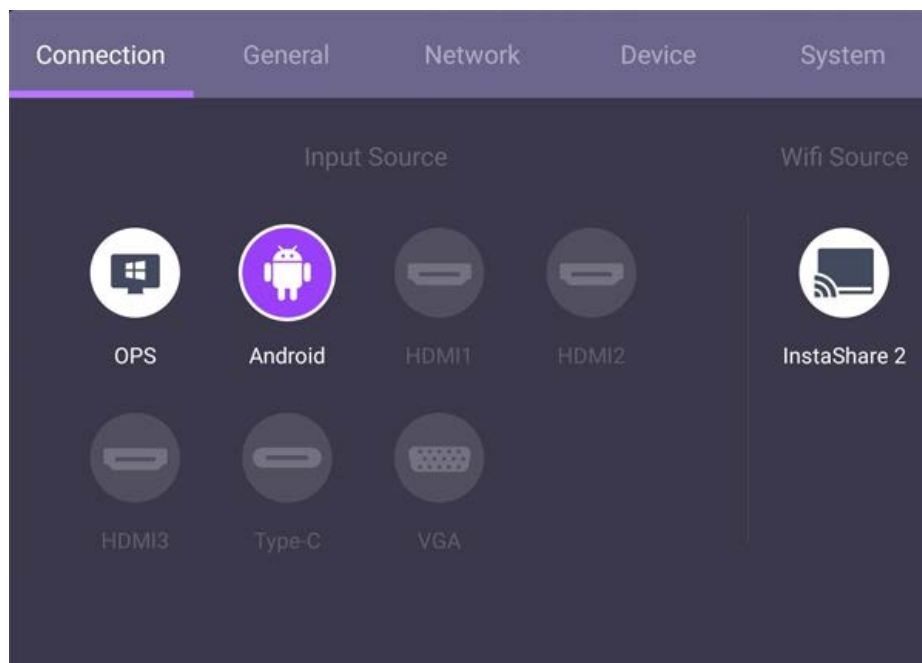 Connection General Network Device System
Input Source Wifi Source
OPS Android HDMI1 HDMI2 InstaShare 2
HDMI3 Type-C VGA